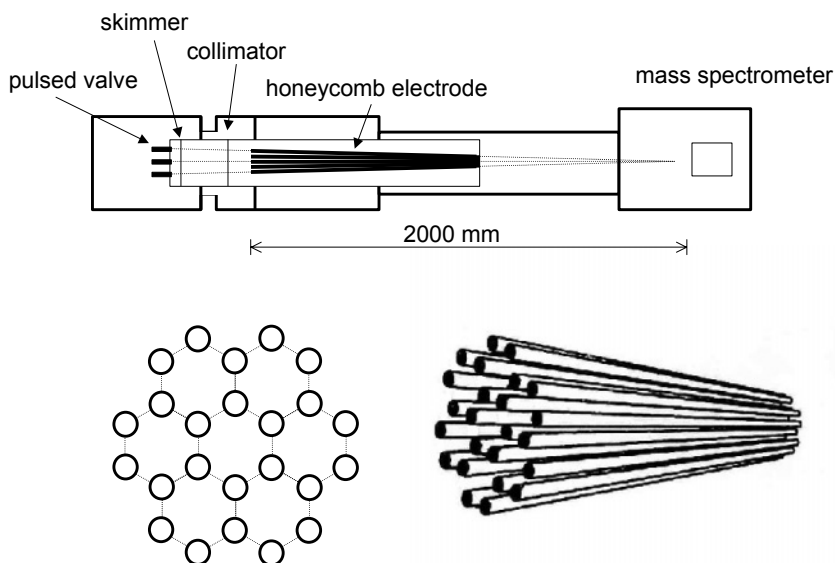 skimmer
collimator
pulsed valve
honeycomb electrode
mass spectrometer
2000 mm